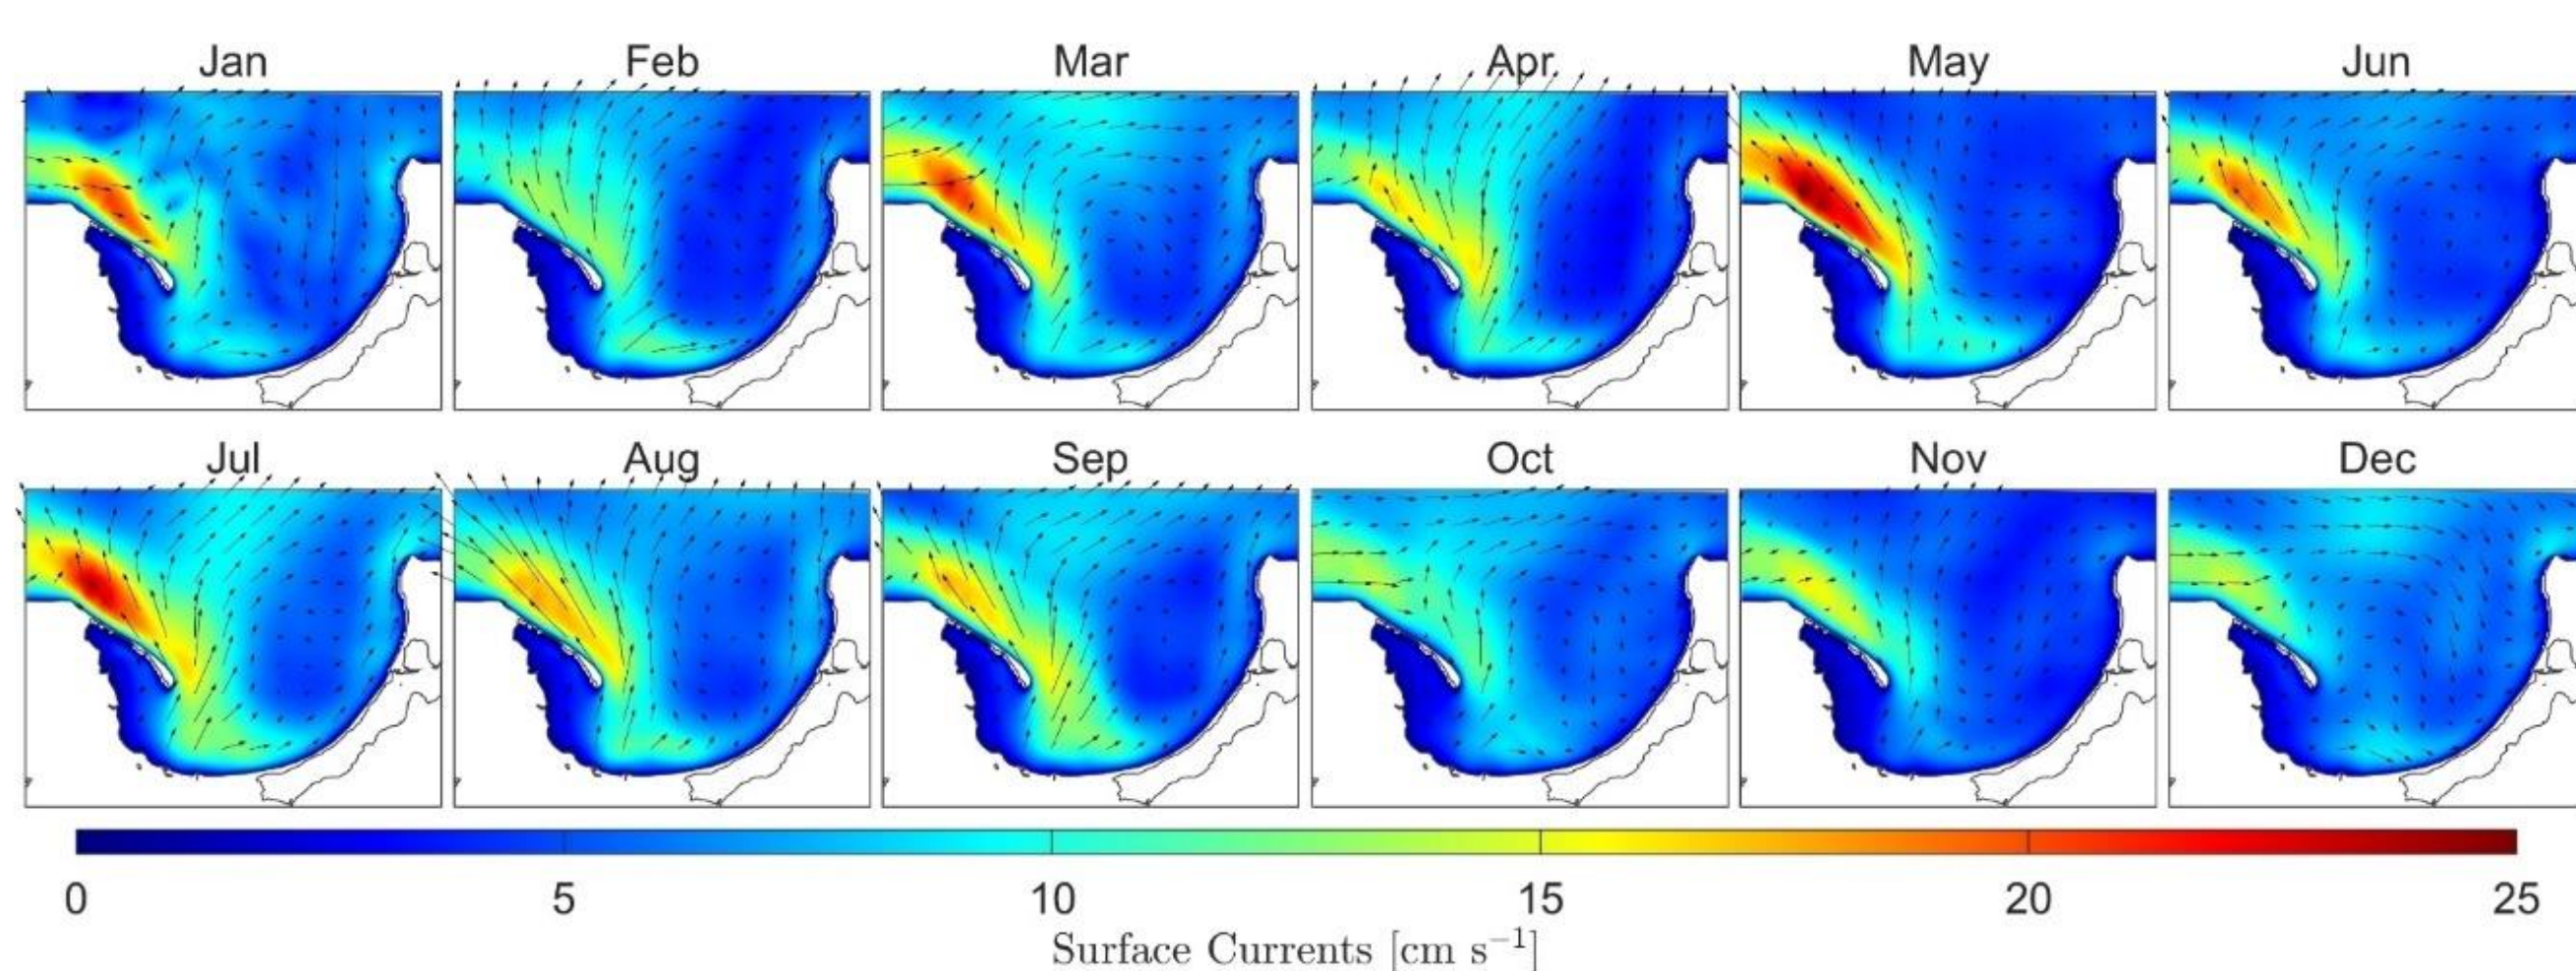 Jan Feb Mar Apr May Jun
Jul Aug Sep Oct Nov Dec
0 5 10 15 20 25
Surface Currents [cm s⁻¹]